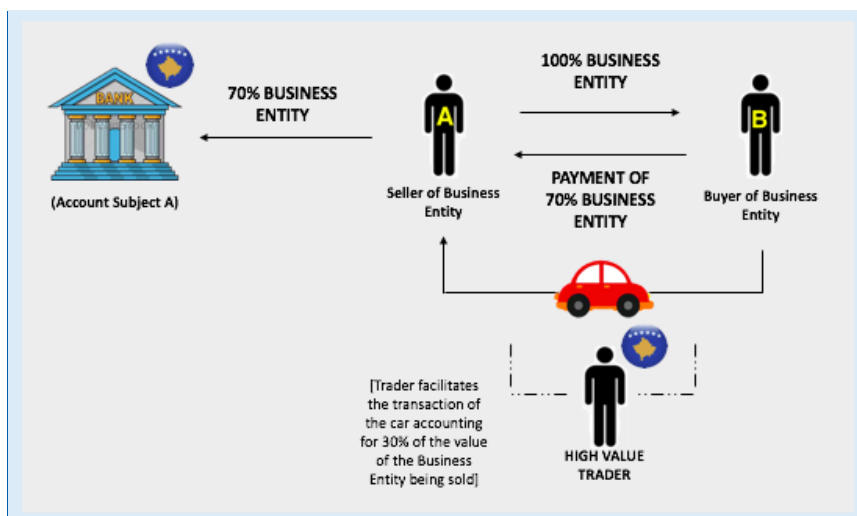 BANK
70% BUSINESS
ENTITY
(Account Subject A)
A
Seller of Business
Entity
100% BUSINESS
ENTITY
PAYMENT OF
70% BUSINESS
ENTITY
B
Buyer of Business
Entity
[Trader facilitates
the transaction of
the car accounting
for 30% of the value
of the Business
Entity being sold]
HIGH VALUE
TRADER